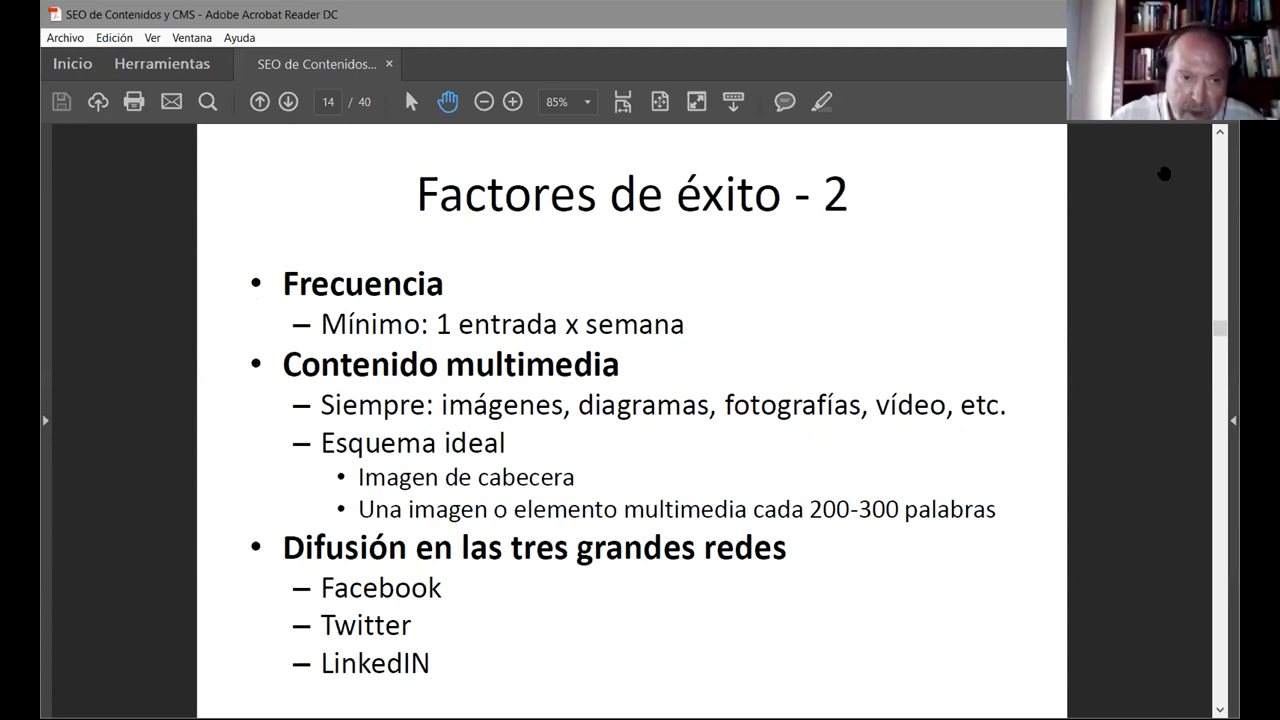 SEO de Contenidos y CMS - Adobe Acrobat Reader DC
Archivo Edición Ver Ventana Ayuda
Inicio Herramientas SEO de Contenidos... ×
14 / 40 85%
Factores de éxito - 2
• Frecuencia
– Mínimo: 1 entrada x semana
• Contenido multimedia
– Siempre: imágenes, diagramas, fotografías, vídeo, etc.
– Esquema ideal
• Imagen de cabecera
• Una imagen o elemento multimedia cada 200-300 palabras
• Difusión en las tres grandes redes
– Facebook
– Twitter
– LinkedIN